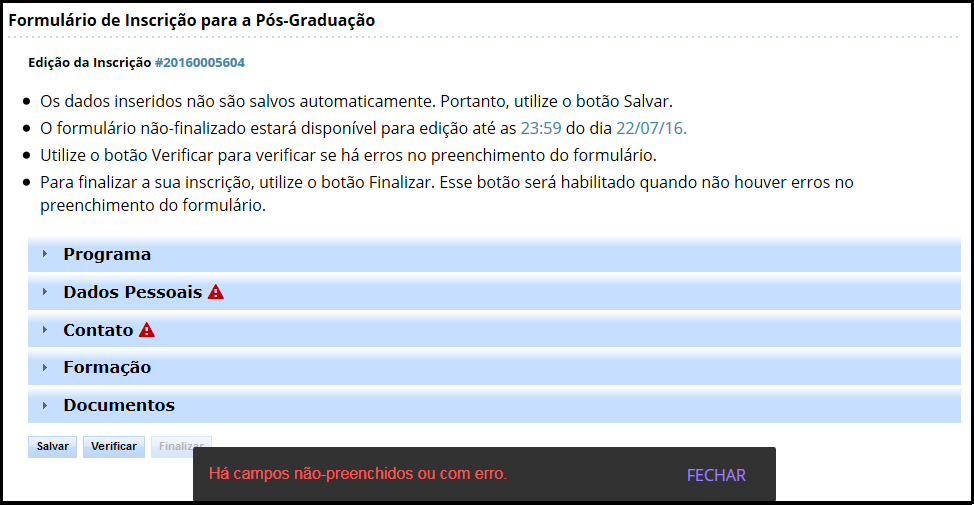 Formulário de Inscrição para a Pós-Graduação
Edição da Inscrição #20160005604
Os dados inseridos não são salvos automaticamente. Portanto, utilize o botão Salvar.
O formulário não-finalizado estará disponível para edição até as 23:59 do dia 22/07/16.
Utilize o botão Verificar para verificar se há erros no preenchimento do formulário.
Para finalizar a sua inscrição, utilize o botão Finalizar. Esse botão será habilitado quando não houver erros no
preenchimento do formulário.
Programa
Dados Pessoais
Contato
Formação
Documentos
Salvar Verificar Finalizar
Há campos não-preenchidos ou com erro. FECHAR